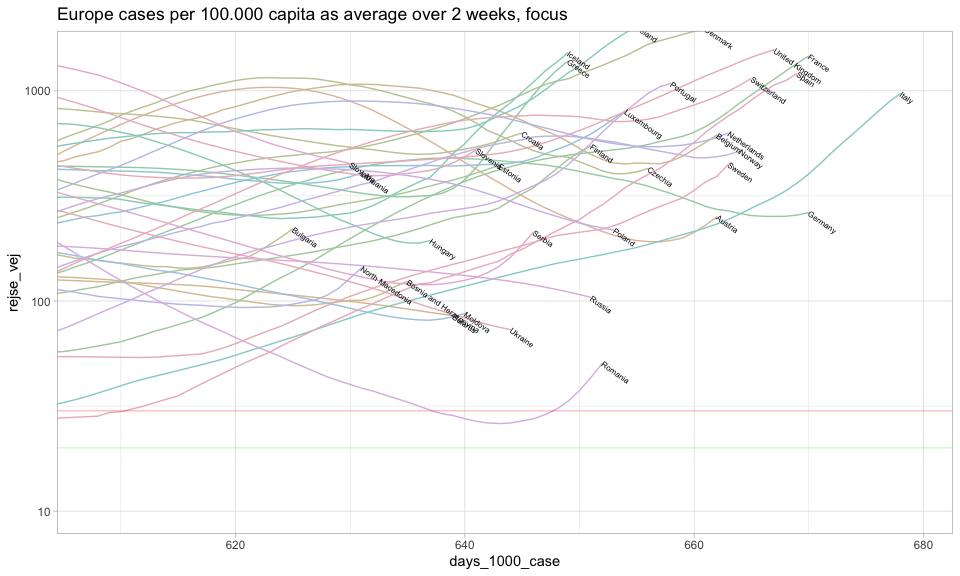 Europe cases per 100.000 capita as average over 2 weeks, focus
rejse_vej
1000
100
10
Denmark
Iceland
Greece
United Kingdom
France
Spain
Switzerland
Portugal
Italy
Luxembourg
Croatia
Netherlands
Belgium
Norway
Finland
Slovenia
Estonia
Sweden
Czechia
Lithuania
Germany
Austria
Poland
Serbia
Bulgaria
Hungary
North Macedonia
Bosnia and Herzegovina
Russia
Moldova
Ukraine
Romania
620
640
660
680
days_1000_case